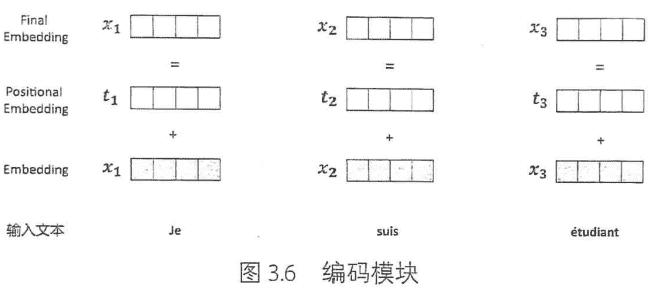 Final Embedding x₁ x₂ x₃
= = =
Positional Embedding t₁ t₂ t₃
+ + +
Embedding x₁ x₂ x₃
输入文本 Je suis étudiant
图 3.6 编码模块